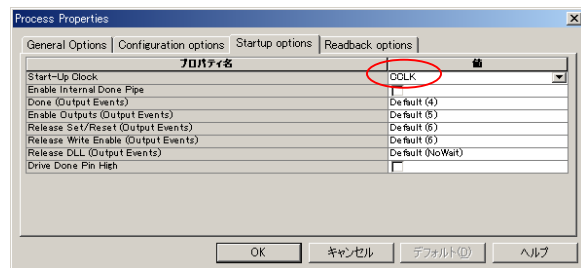 Process Properties
General Options Configuration options Startup options Readback options
プロパティ名 値
Start-Up Clock CCLK
Enable Internal Done Pipe
Done (Output Events) Default (4)
Enable Outputs (Output Events) Default (5)
Release Set/Reset (Output Events) Default (6)
Release Write Enable (Output Events) Default (6)
Release DLL (Output Events) Default (NoWait)
Drive Done Pin High
OK キャンセル デフォルト(D) ヘルプ